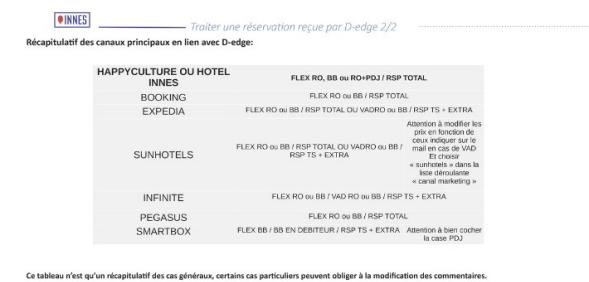 INNES
Traiter une réservation reçue par D-edge 2/2
Récapitulatif des canaux principaux en lien avec D-edge:
HAPPYCULTURE OU HOTEL
INNES
FLEX RO, BB ou RO+PDJ / RSP TOTAL
BOOKING
FLEX RO ou BB / RSP TOTAL
EXPEDIA
FLEX RO ou BB / RSP TOTAL OU VADRO ou BB / RSP TS + EXTRA
SUNHOTELS
FLEX RO ou BB / RSP TOTAL OU VADRO ou BB /
RSP TS + EXTRA
Attention à modifier les
prix en fonction de
ceux indiquer sur le
mail en cas de VAD
Et choisir
« sunhotels » dans la
liste déroulante
« canal marketing »
INFINITE
FLEX RO ou BB / VAD RO ou BB / RSP TS + EXTRA
PEGASUS
FLEX RO ou BB / RSP TOTAL
SMARTBOX
FLEX BB / BB EN DEBITEUR / RSP TS + EXTRA
Attention à bien cocher
la case PDJ
Ce tableau n'est qu'un récapitulatif des cas généraux, certains cas particuliers peuvent obliger à la modification des commentaires.